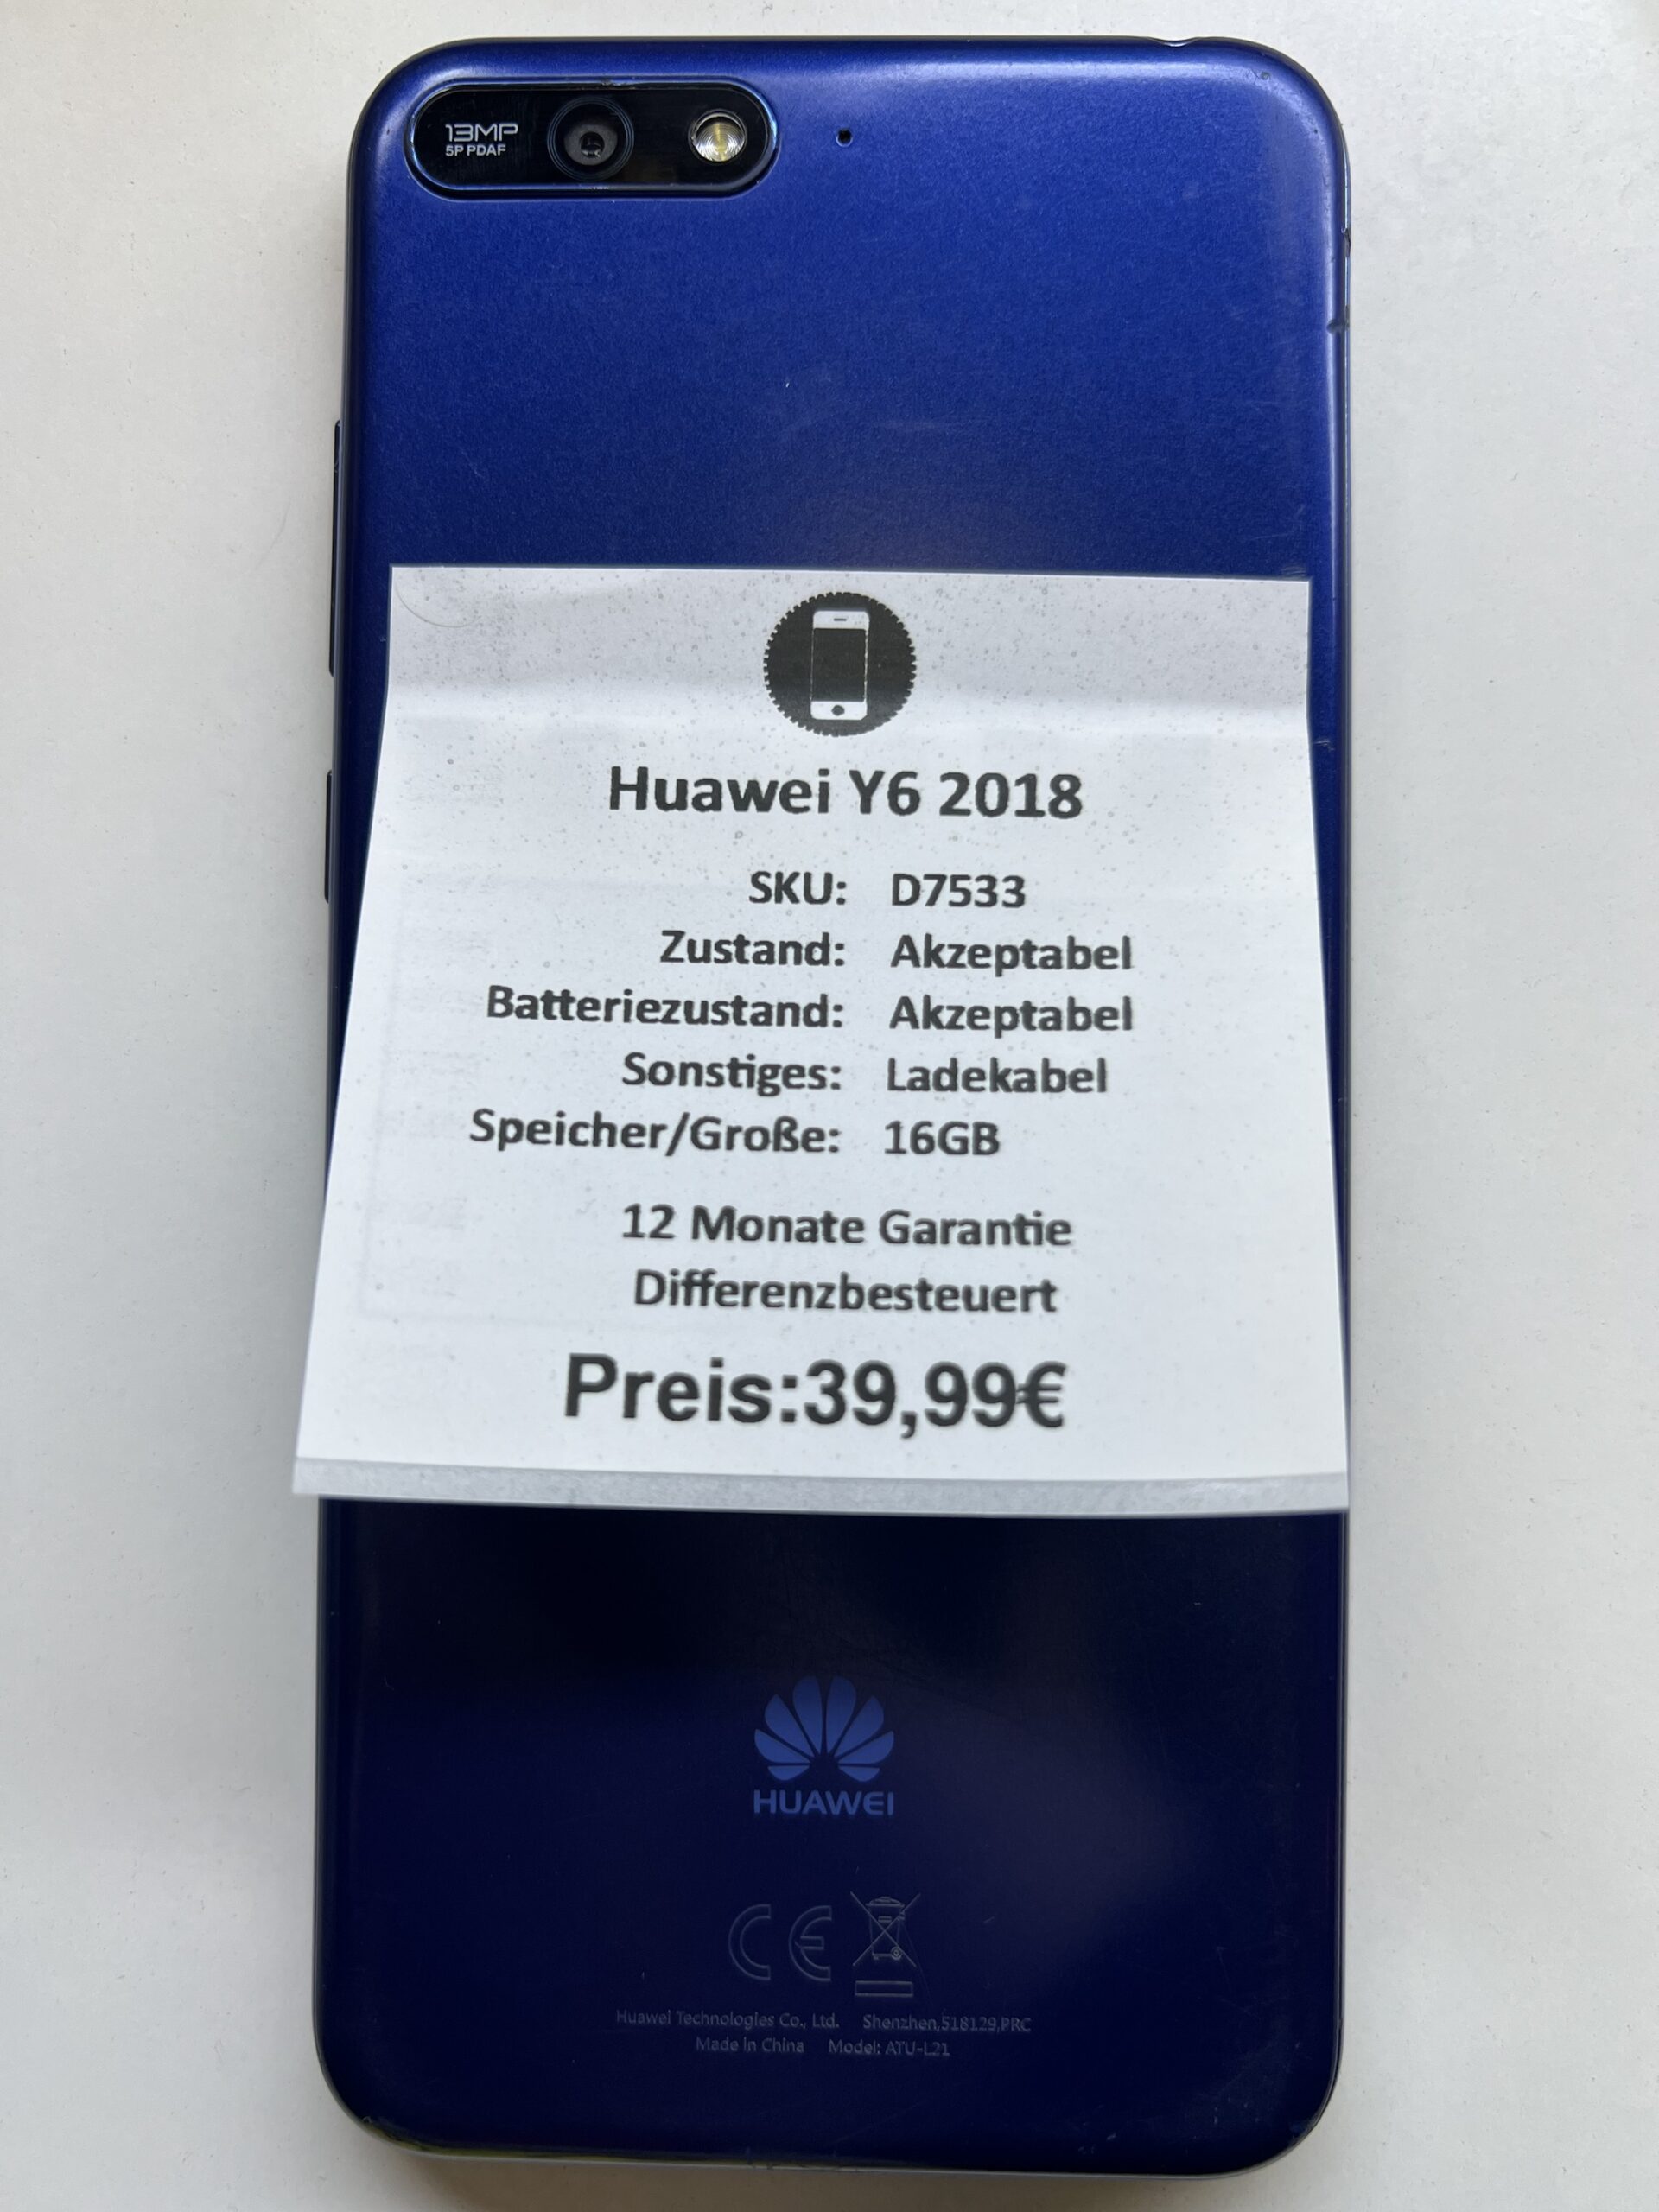 13MP
5P PDAF
Huawei Y6 2018
SKU: D7533
Zustand: Akzeptabel
Batteriezustand: Akzeptabel
Sonstiges: Ladekabel
Speicher/Große: 16GB
12 Monate Garantie
Differenzbesteuert
Preis:39,99€
HUAWEI
CE
Huawei Technologies Co., Ltd. Shenzhen,518129,PRC
Made in China Model: ATU-L21